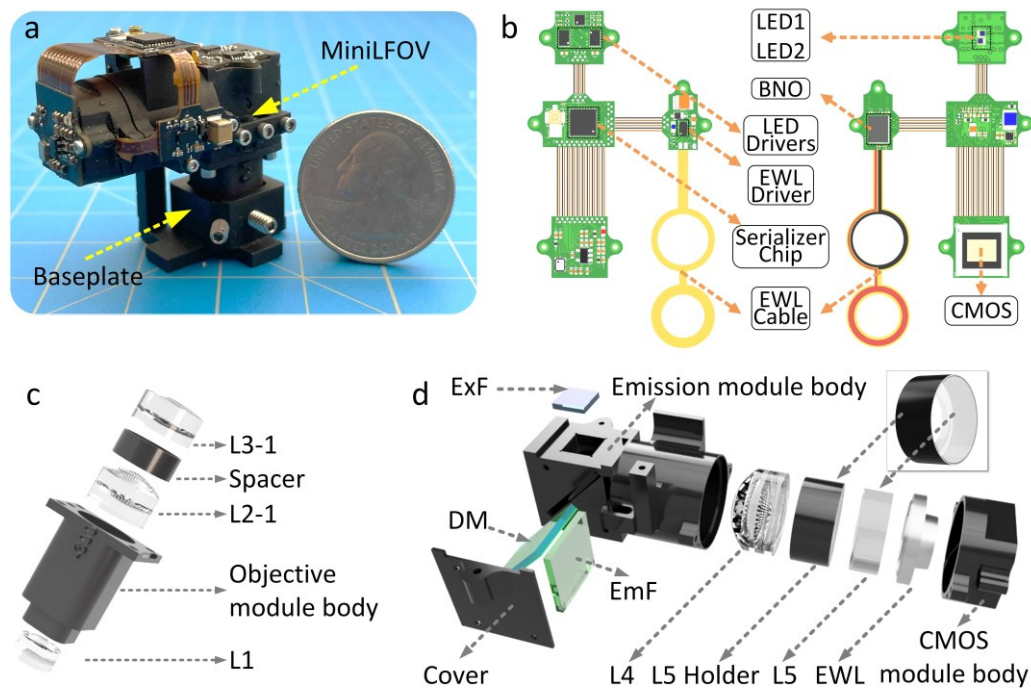 a
MiniLFOV
Baseplate
b
LED1
LED2
BNO
LED
Drivers
EWL
Driver
Serializer
Chip
EWL
Cable
CMOS
c
L3-1
Spacer
L2-1
Objective
module body
L1
d
ExF
Emission module body
DM
EmF
Cover
L4
L5 Holder
L5
EWL
CMOS
module body